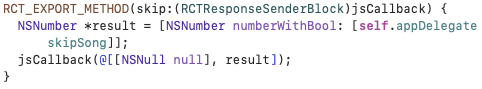 RCT_EXPORT_METHOD(skip:(RCTResponseSenderBlock)jsCallback) {
  NSNumber *result = [NSNumber numberWithBool: [self.appDelegate
      skipSong]];
  jsCallback(@[[NSNull null], result]);
}